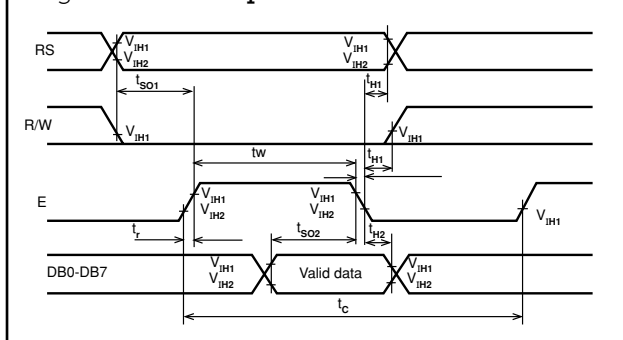 RS
V_IH1
V_IH2
V_IH1
V_IH2
t_SO1
t_H1
R/W
V_IH1
V_IH1
tw
t_H1
E
V_IH1
V_IH2
V_IH1
V_IH2
V_IH1
t_r
t_SO2
t_H2
DB0-DB7
V_IH1
V_IH2
Valid data
V_IH1
V_IH2
t_C